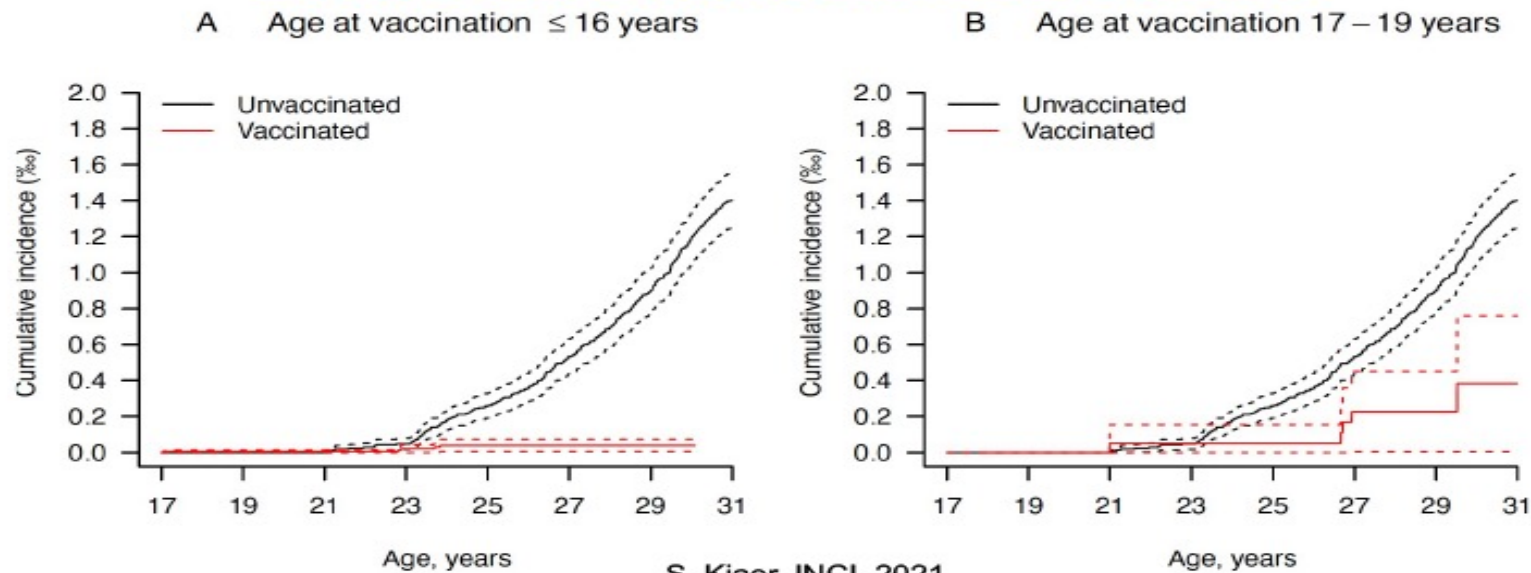 A Age at vaccination ≤ 16 years
Cumulative incidence (‰)
2.0
1.8
1.6
1.4
1.2
1.0
0.8
0.6
0.4
0.2
0.0
Unvaccinated
Vaccinated
17 19 21 23 25 27 29 31
Age, years
B Age at vaccination 17 – 19 years
Cumulative incidence (‰)
2.0
1.8
1.6
1.4
1.2
1.0
0.8
0.6
0.4
0.2
0.0
Unvaccinated
Vaccinated
17 19 21 23 25 27 29 31
Age, years
S. Kjaer, JNCI, 2021